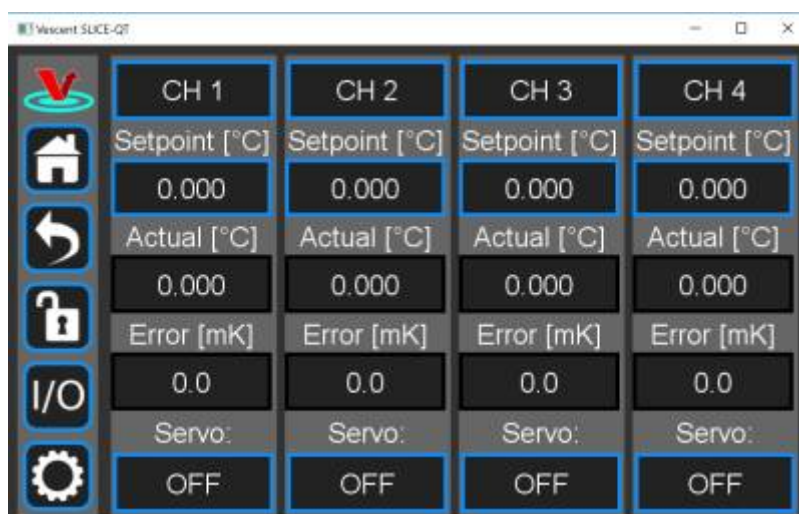 Vescent SLICE-QT
CH 1 CH 2 CH 3 CH 4
Setpoint [°C] Setpoint [°C] Setpoint [°C] Setpoint [°C]
0.000 0.000 0.000 0.000
Actual [°C] Actual [°C] Actual [°C] Actual [°C]
0.000 0.000 0.000 0.000
Error [mK] Error [mK] Error [mK] Error [mK]
I/O 0.0 0.0 0.0 0.0
Servo: Servo: Servo: Servo:
OFF OFF OFF OFF